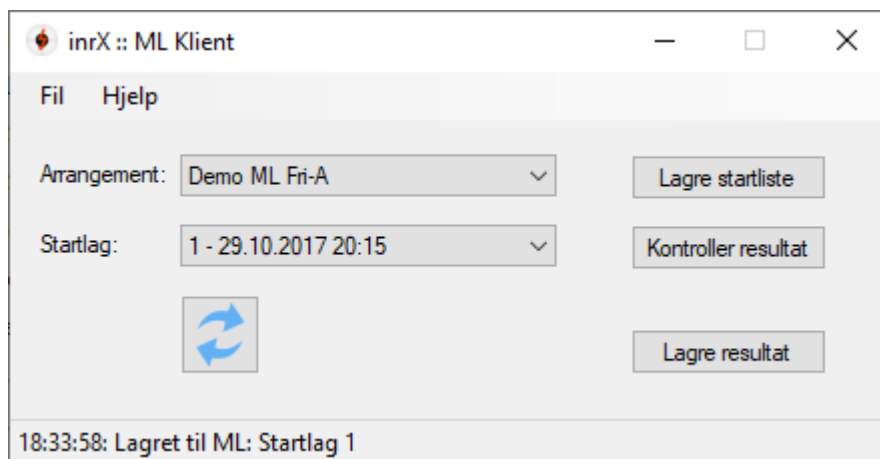 inrX :: ML Klient
Fil Hjelp
Arrangement: Demo ML Fri-A Lagre startliste
Startlag: 1 - 29.10.2017 20:15 Kontroller resultat
Lagre resultat
18:33:58: Lagret til ML: Startlag 1